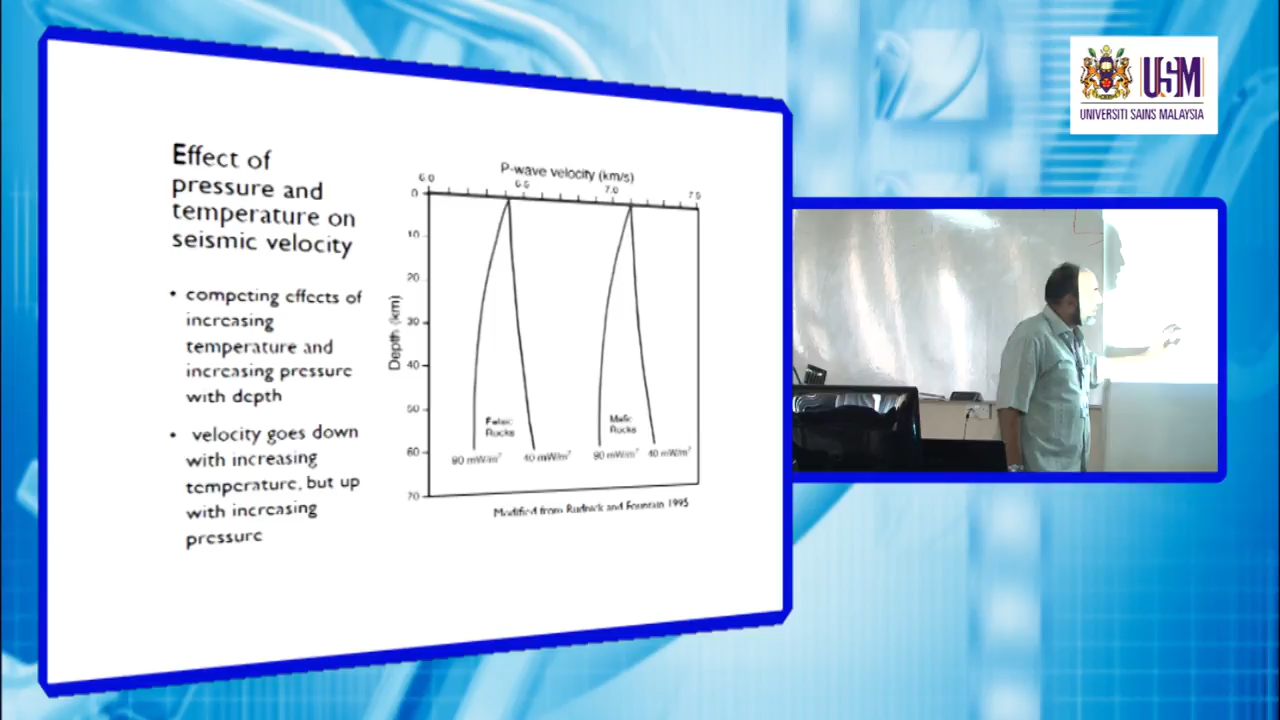 Effect of
pressure and
temperature on
seismic velocity
• competing effects of
increasing
temperature and
increasing pressure
with depth
• velocity goes down
with increasing
temperature, but up
with increasing
pressure
P-wave velocity (km/s)
6.0 6.5 7.0 7.5
Depth (km)
0
10
20
30
40
50
60
70
Felsic
Rocks
Mafic
Rocks
90 mW/m² 40 mW/m² 90 mW/m² 40 mW/m²
Modified from Rudnick and Fountain 1995
USM
UNIVERSITI SAINS MALAYSIA